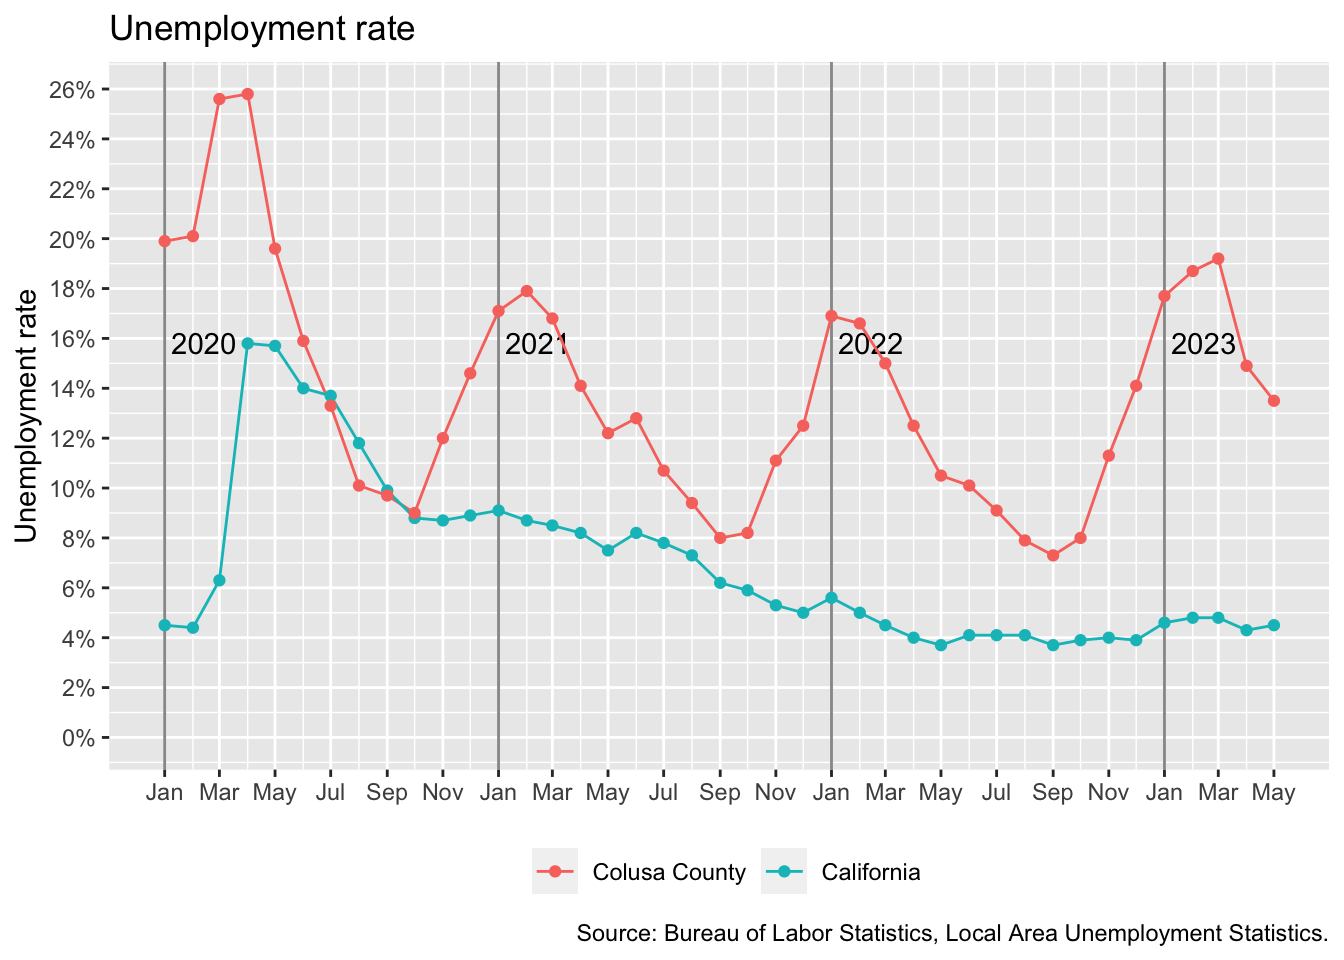 Unemployment rate
Unemployment rate
26%
24%
22%
20%
18%
16%
14%
12%
10%
8%
6%
4%
2%
0%
2020 2021 2022 2023
Jan Mar May Jul Sep Nov Jan Mar May Jul Sep Nov Jan Mar May Jul Sep Nov Jan Mar May
Colusa County California
Source: Bureau of Labor Statistics, Local Area Unemployment Statistics.